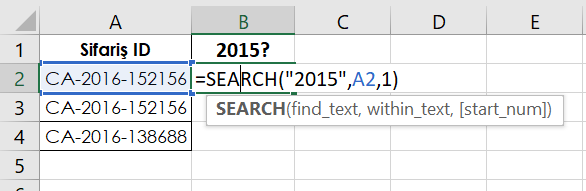 A B C D E
1 Sifariş ID 2015?
2 CA-2016-152156 =SEARCH("2015",A2,1)
3 CA-2016-152156 SEARCH(find_text, within_text, [start_num])
4 CA-2016-138688
5
6